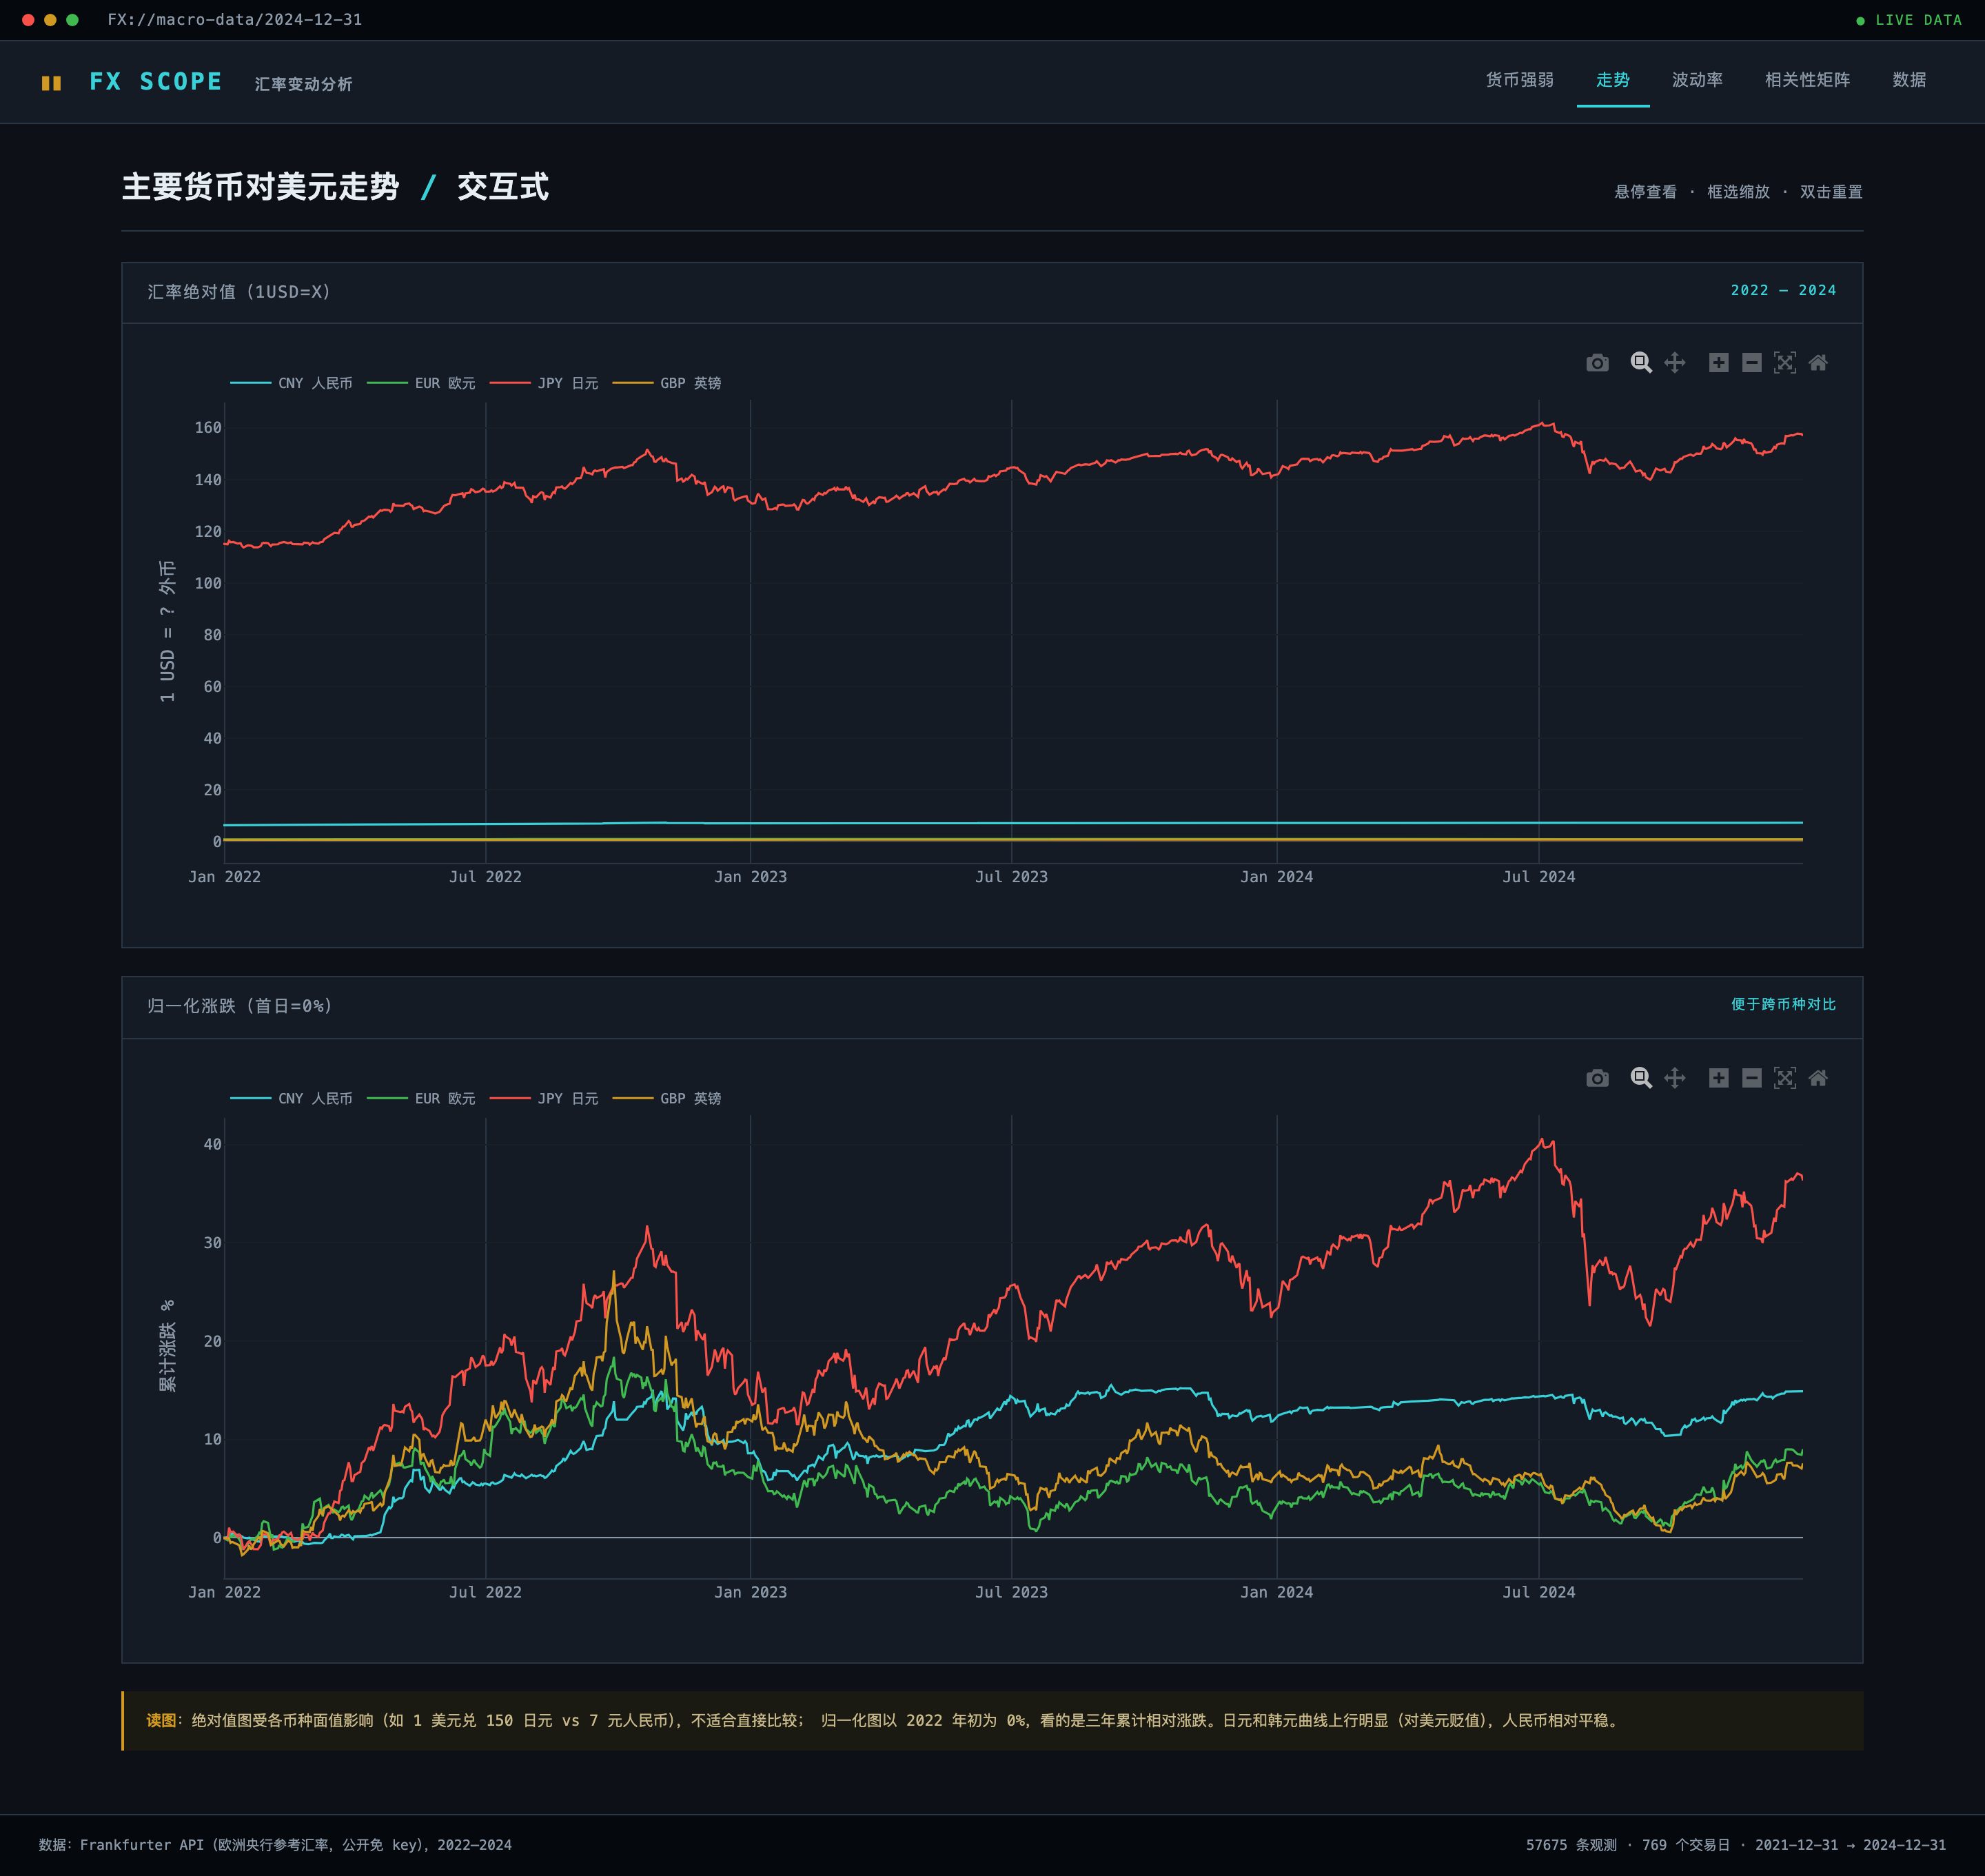 FX://macro-data/2024-12-31
● LIVE DATA
FX SCOPE 汇率变动分析
货币强弱 走势 波动率 相关性矩阵 数据
主要货币对美元走势 / 交互式
悬停查看 · 框选缩放 · 双击重置
汇率绝对值 (1USD=X)
2022 — 2024
CNY 人民币 EUR 欧元 JPY 日元 GBP 英镑
1 USD = ? 外币
160
140
120
100
80
60
40
20
0
Jan 2022 Jul 2022 Jan 2023 Jul 2023 Jan 2024 Jul 2024
归一化涨跌 (首日=0%)
便于跨币种对比
CNY 人民币 EUR 欧元 JPY 日元 GBP 英镑
累计涨跌 %
40
30
20
10
0
Jan 2022 Jul 2022 Jan 2023 Jul 2023 Jan 2024 Jul 2024
读图: 绝对值图受各币种面值影响 (如 1 美元兑 150 日元 vs 7 元人民币), 不适合直接比较; 归一化图以 2022 年初为 0%, 看的是三年累计相对涨跌。日元和韩元曲线上行明显 (对美元贬值), 人民币相对平稳。
数据: Frankfurter API (欧洲央行参考汇率, 公开免 key), 2022—2024
57675 条观测 · 769 个交易日 · 2021-12-31 → 2024-12-31